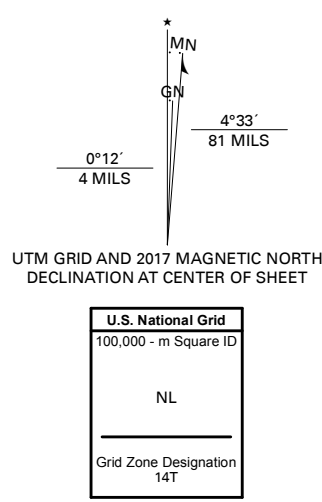 ★
MN
GN
4°33´
81 MILS
0°12´
4 MILS
UTM GRID AND 2017 MAGNETIC NORTH
DECLINATION AT CENTER OF SHEET
U.S. National Grid
100,000 - m Square ID
NL
Grid Zone Designation
14T